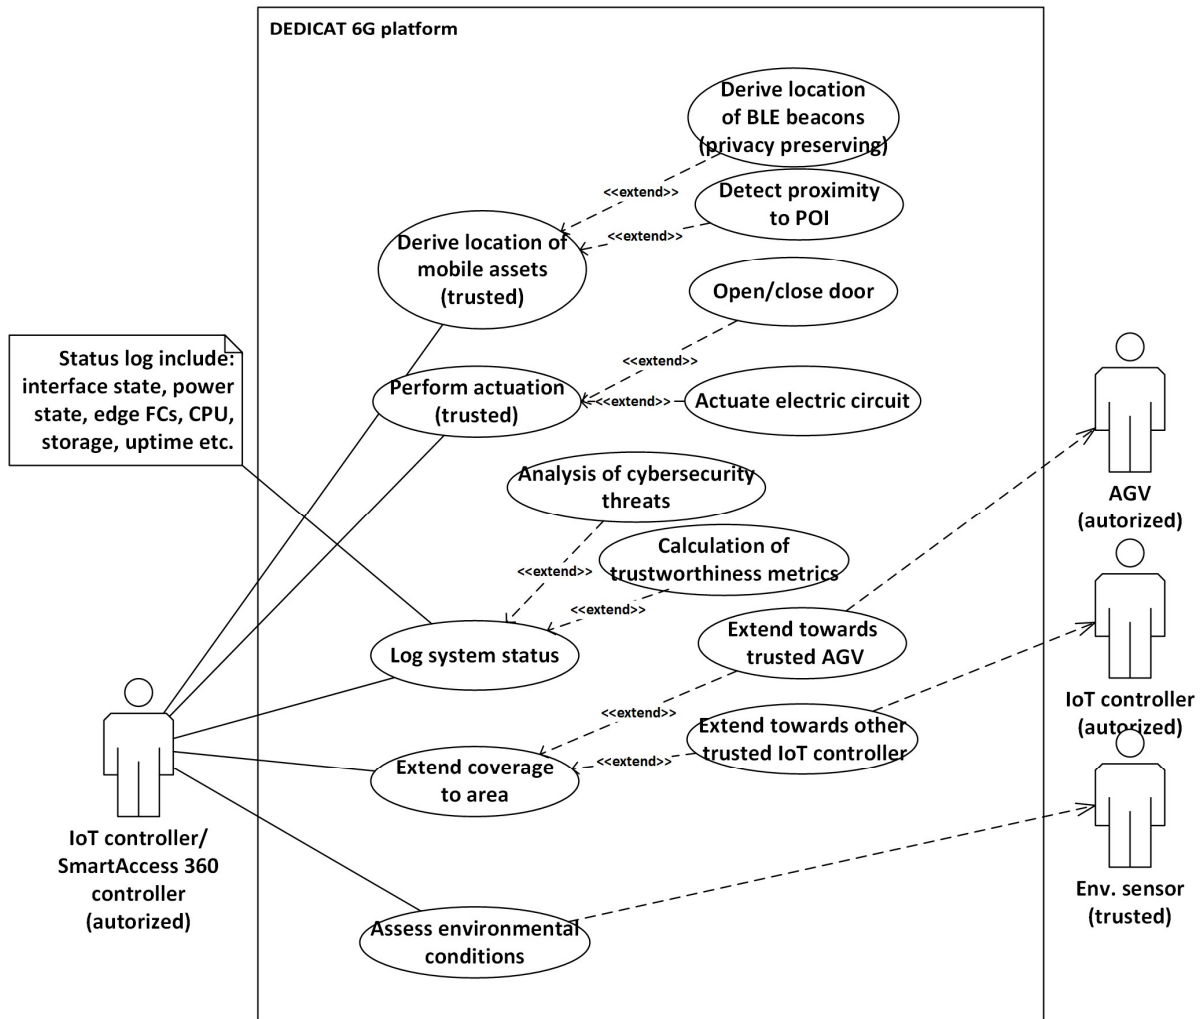 DEDICAT 6G platform
Derive location
of BLE beacons
(privacy preserving)
<<extend>>
Detect proximity
to POI
<<extend>>
Derive location of
mobile assets
(trusted)
Open/close door
<<extend>>
Perform actuation
(trusted)
<<extend>>
Actuate electric circuit
Status log include:
interface state, power
state, edge FCs, CPU,
storage, uptime etc.
Analysis of cybersecurity
threats
<<extend>>
Calculation of
trustworthiness metrics
<<extend>>
Log system status
Extend towards
trusted AGV
<<extend>>
Extend towards other
trusted IoT controller
<<extend>>
Extend coverage
to area
Assess environmental
conditions
IoT controller/
SmartAccess 360
controller
(autorized)
AGV
(autorized)
IoT controller
(autorized)
Env. sensor
(trusted)